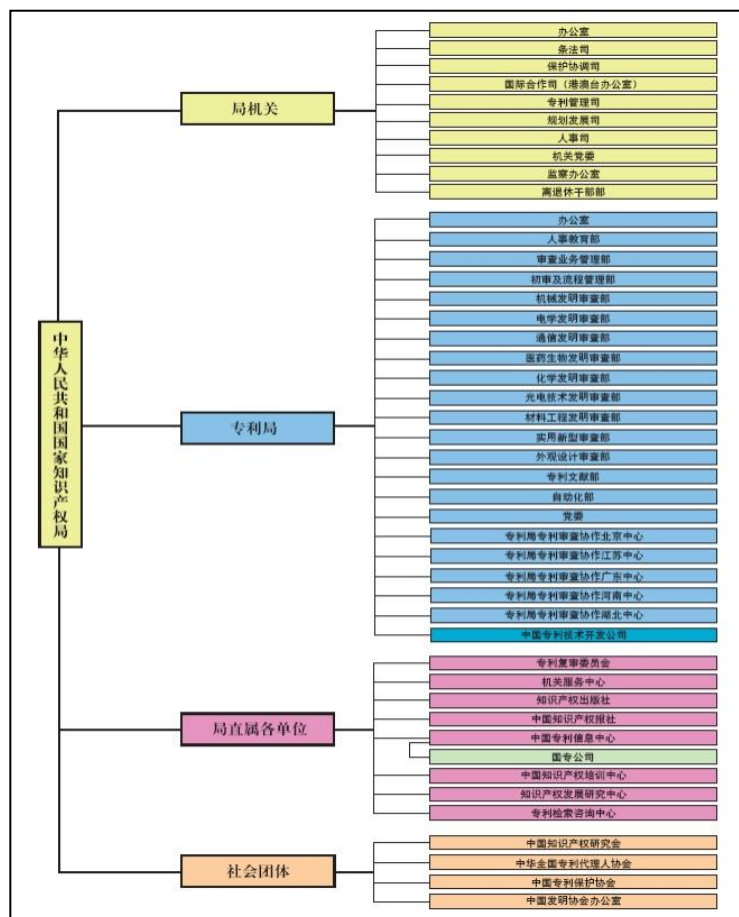 中华人民共和国国家知识产权局
局机关
办公室
条法司
保护协调司
国际合作司（港澳台办公室）
专利管理司
规划发展司
人事司
机关党委
监察办公室
离退休干部部
专利局
办公室
人事教育部
审查业务管理部
初审及流程管理部
机械发明审查部
电学发明审查部
通信发明审查部
医药生物发明审查部
化学发明审查部
光电技术发明审查部
材料工程发明审查部
实用新型审查部
外观设计审查部
专利文献部
自动化部
党委
专利局专利审查协作北京中心
专利局专利审查协作江苏中心
专利局专利审查协作广东中心
专利局专利审查协作河南中心
专利局专利审查协作湖北中心
中国专利技术开发公司
局直属各单位
专利复审委员会
机关服务中心
知识产权出版社
中国知识产权报社
中国专利信息中心
国专公司
中国知识产权培训中心
知识产权发展研究中心
专利检索咨询中心
社会团体
中国知识产权研究会
中华全国专利代理人协会
中国专利保护协会
中国发明协会办公室